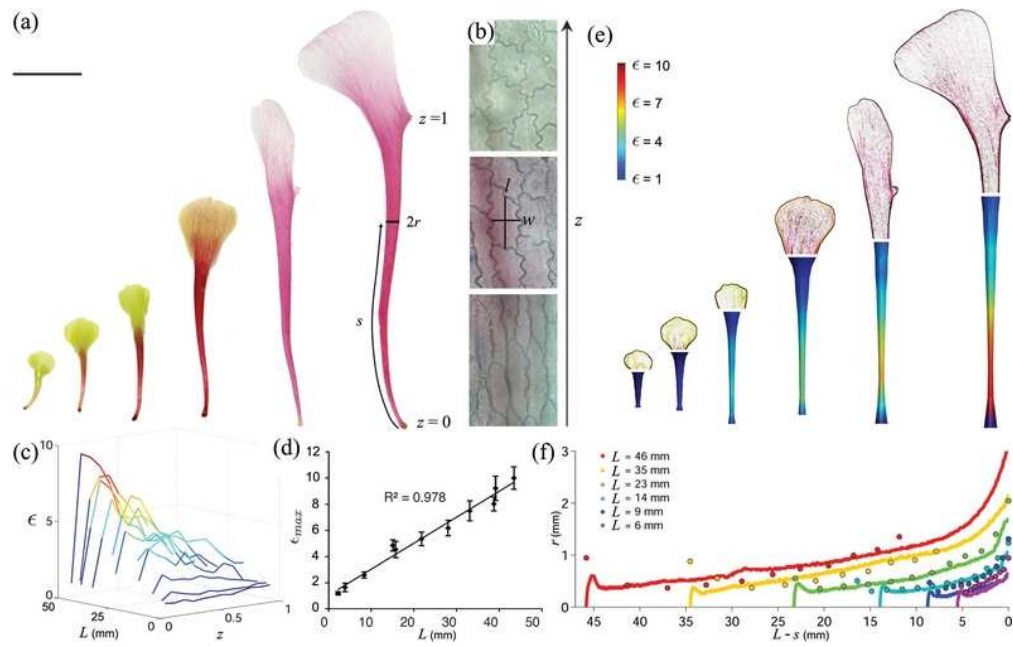 (a)
z=1
2r
s
z=0
(b)
l
w
z
(e)
ϵ = 10
ϵ = 7
ϵ = 4
ϵ = 1
(c)
10
5
0
ϵ
50
25
0
L (mm)
0
0.5
1
z
(d)
12
10
8
6
4
2
0
ϵmax
R² = 0.978
0 10 20 30 40 50
L (mm)
(f)
3
2
1
0
r (mm)
L = 46 mm
L = 35 mm
L = 23 mm
L = 14 mm
L = 9 mm
L = 6 mm
45 40 35 30 25 20 15 10 5 0
L - s (mm)